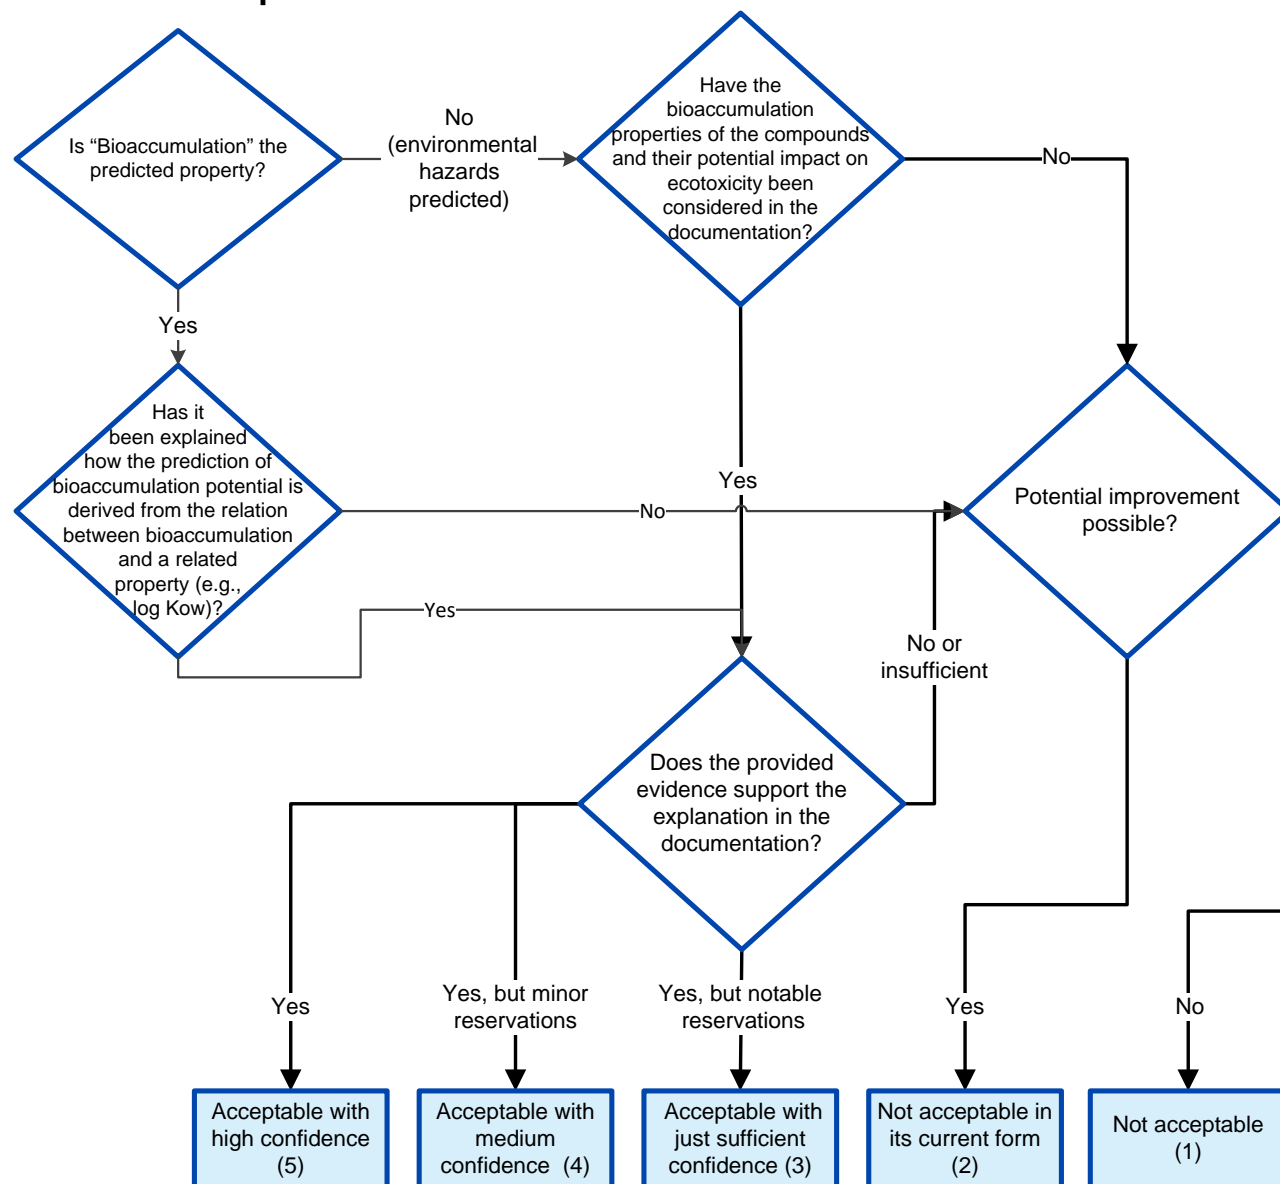 Is “Bioaccumulation” the
predicted property?
No
(environmental
hazards
predicted)
Have the
bioaccumulation
properties of the compounds
and their potential impact on
ecotoxicity been
considered in the
documentation?
No
Yes
Has it
been explained
how the prediction of
bioaccumulation potential is
derived from the relation
between bioaccumulation
and a related
property (e.g.,
log Kow)?
No
Yes
Yes
Potential improvement
possible?
No or
insufficient
Does the provided
evidence support the
explanation in the
documentation?
Yes
Yes, but minor
reservations
Yes, but notable
reservations
Yes
No
Acceptable with
high confidence
(5)
Acceptable with
medium
confidence (4)
Acceptable with
just sufficient
confidence (3)
Not acceptable in
its current form
(2)
Not acceptable
(1)